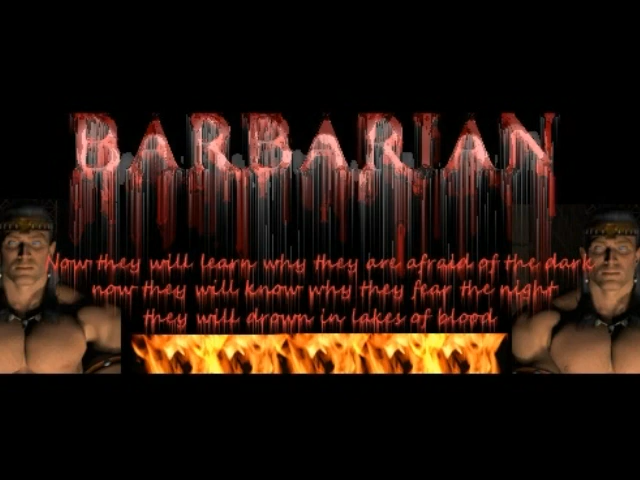 BARBARIAN
Now they will learn why they are afraid of the dark
now they will know why they fear the night
they will drown in lakes of blood